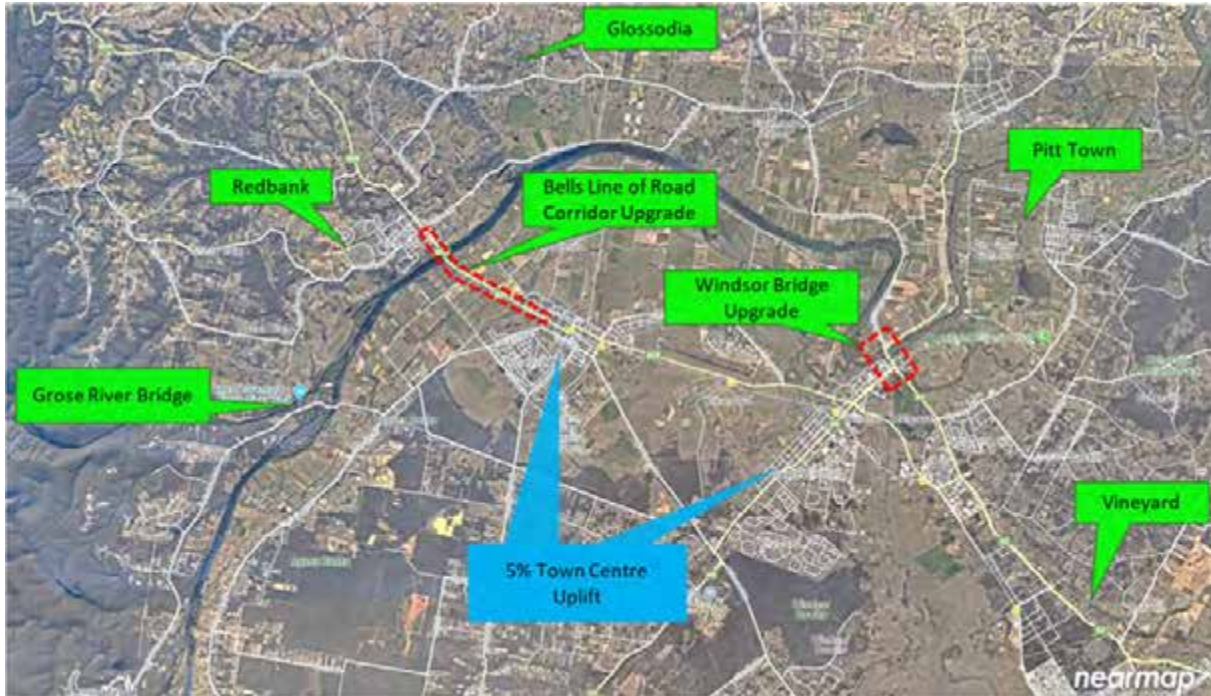 Glossodia
Pitt Town
Redbank
Bells Line of Road
Corridor Upgrade
Windsor Bridge
Upgrade
Grose River Bridge
Vineyard
5% Town Centre
Uplift
nearmap